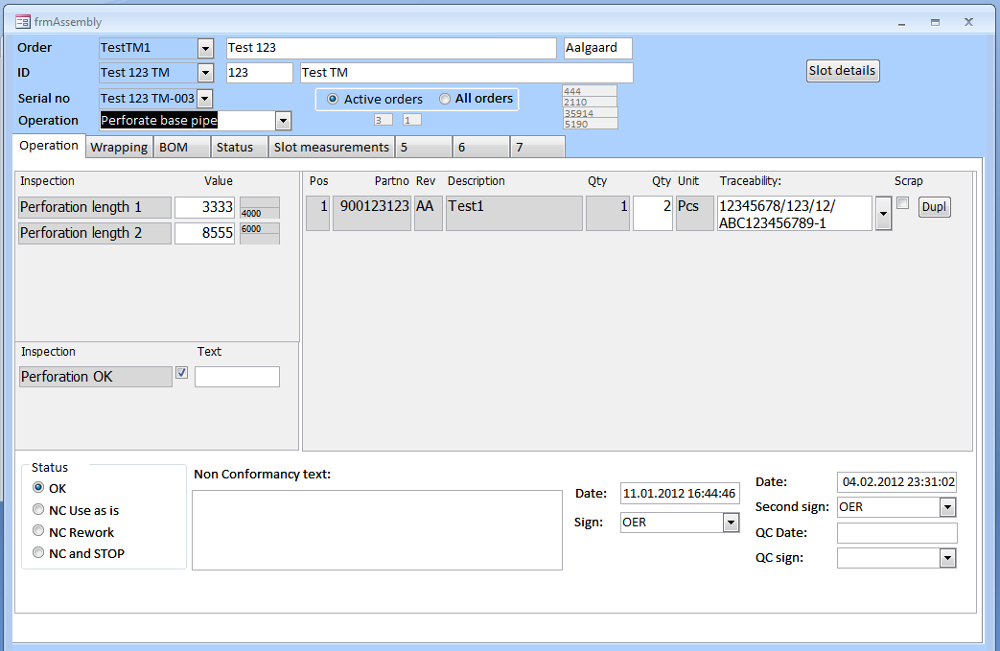 frmAssembly
Order TestTM1 Test 123 Aalgaard
ID Test 123 TM 123 Test TM Slot details
Serial no Test 123 TM-003 Active orders All orders 444
2110
Operation Perforate base pipe 3 1 35914
5190
Operation Wrapping BOM Status Slot measurements 5 6 7
Inspection Value Pos Partno Rev Description Qty Qty Unit Traceability: Scrap
Perforation length 1 3333 4000 1 900123123 AA Test1 1 2 Pcs 12345678/123/12/ Dupl
ABC123456789-1
Perforation length 2 8555 6000
Inspection Text
Perforation OK
Status
OK
NC Use as is
NC Rework
NC and STOP
Non Conformancy text:
Date: 11.01.2012 16:44:46
Sign: OER
Date: 04.02.2012 23:31:02
Second sign: OER
QC Date:
QC sign: